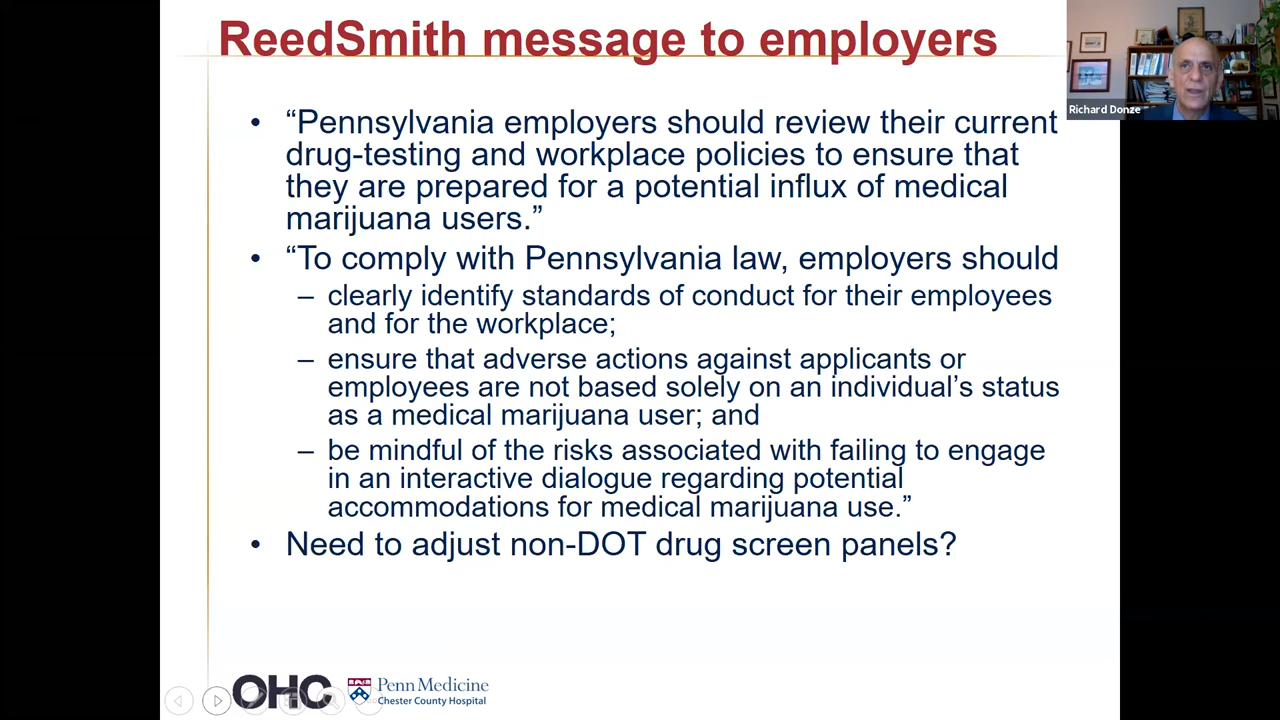 ReedSmith message to employers
Richard Donze
• “Pennsylvania employers should review their current
drug-testing and workplace policies to ensure that
they are prepared for a potential influx of medical
marijuana users.”
• “To comply with Pennsylvania law, employers should
– clearly identify standards of conduct for their employees
and for the workplace;
– ensure that adverse actions against applicants or
employees are not based solely on an individual’s status
as a medical marijuana user; and
– be mindful of the risks associated with failing to engage
in an interactive dialogue regarding potential
accommodations for medical marijuana use.”
• Need to adjust non-DOT drug screen panels?
OHC
Penn Medicine
Chester County Hospital